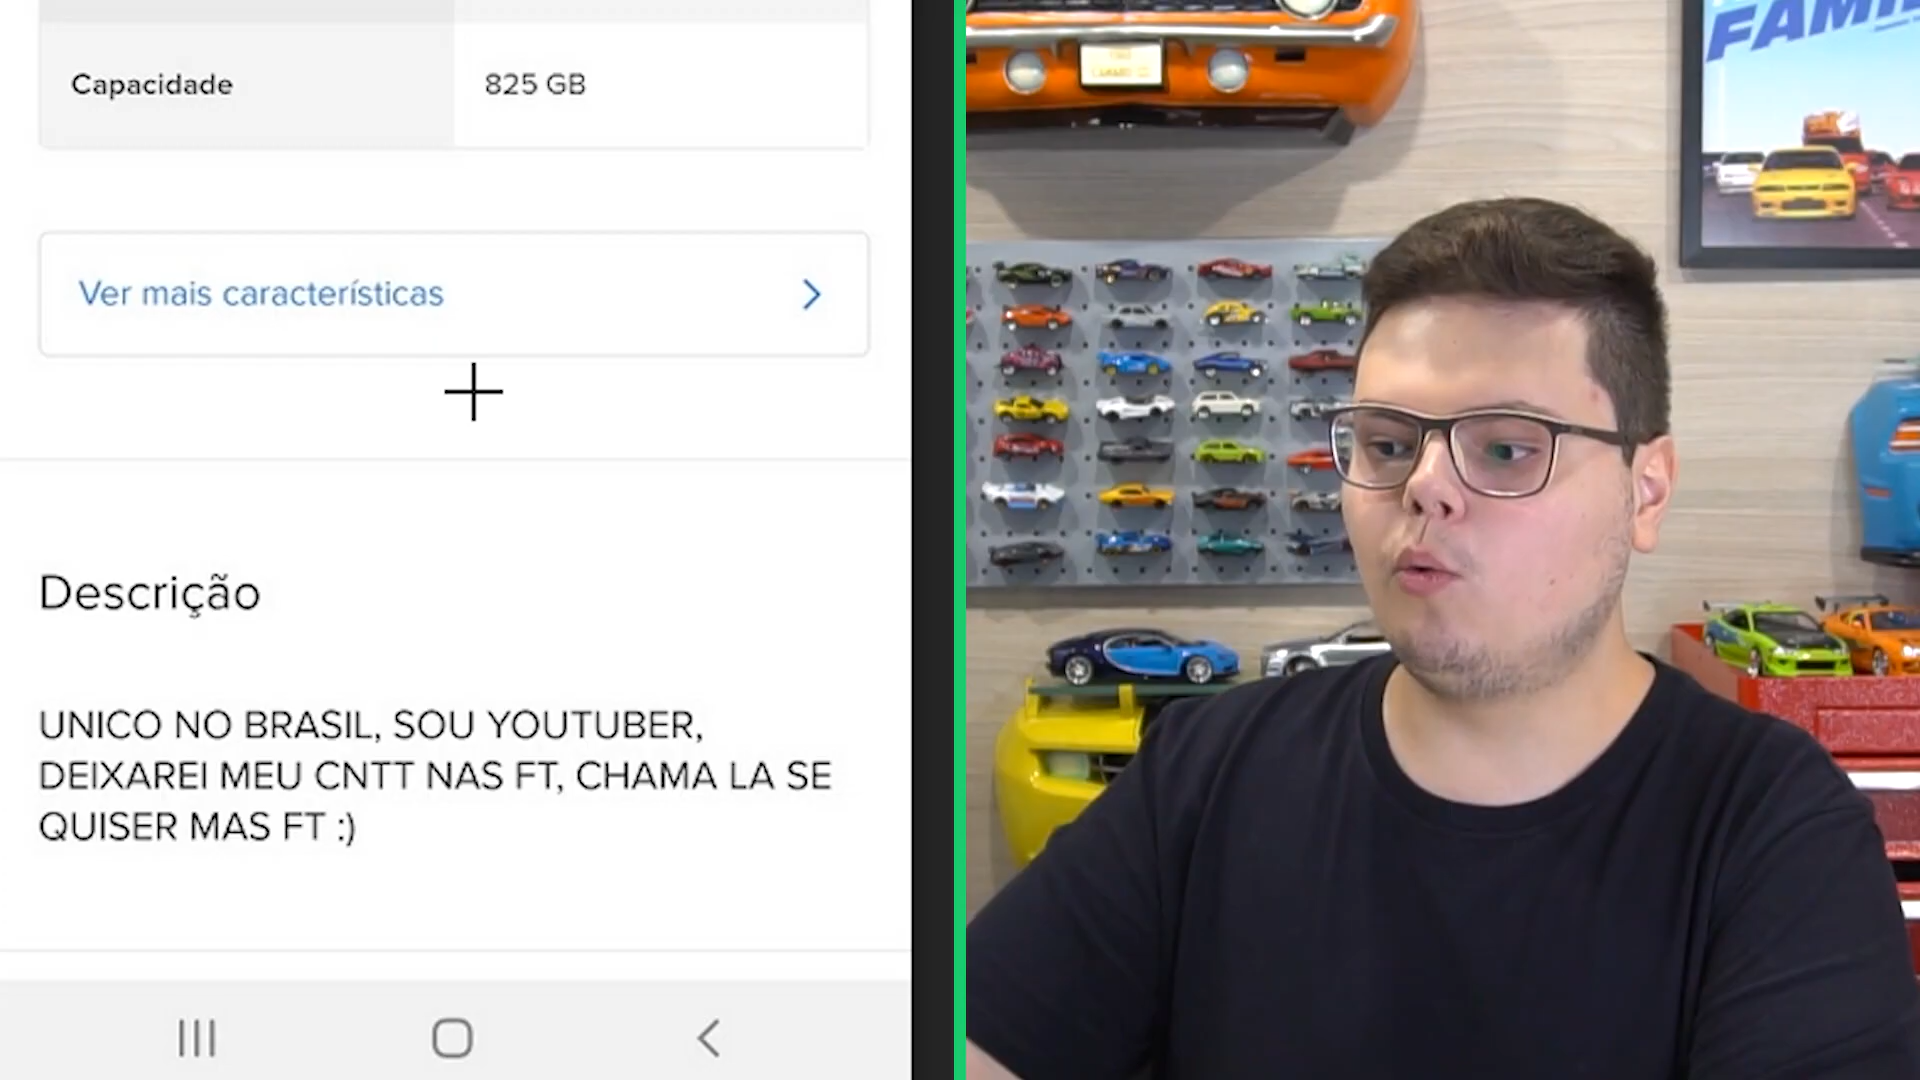 Capacidade
825 GB
Ver mais características
Descrição
UNICO NO BRASIL, SOU YOUTUBER,
DEIXAREI MEU CNTT NAS FT, CHAMA LA SE
QUISER MAS FT :)